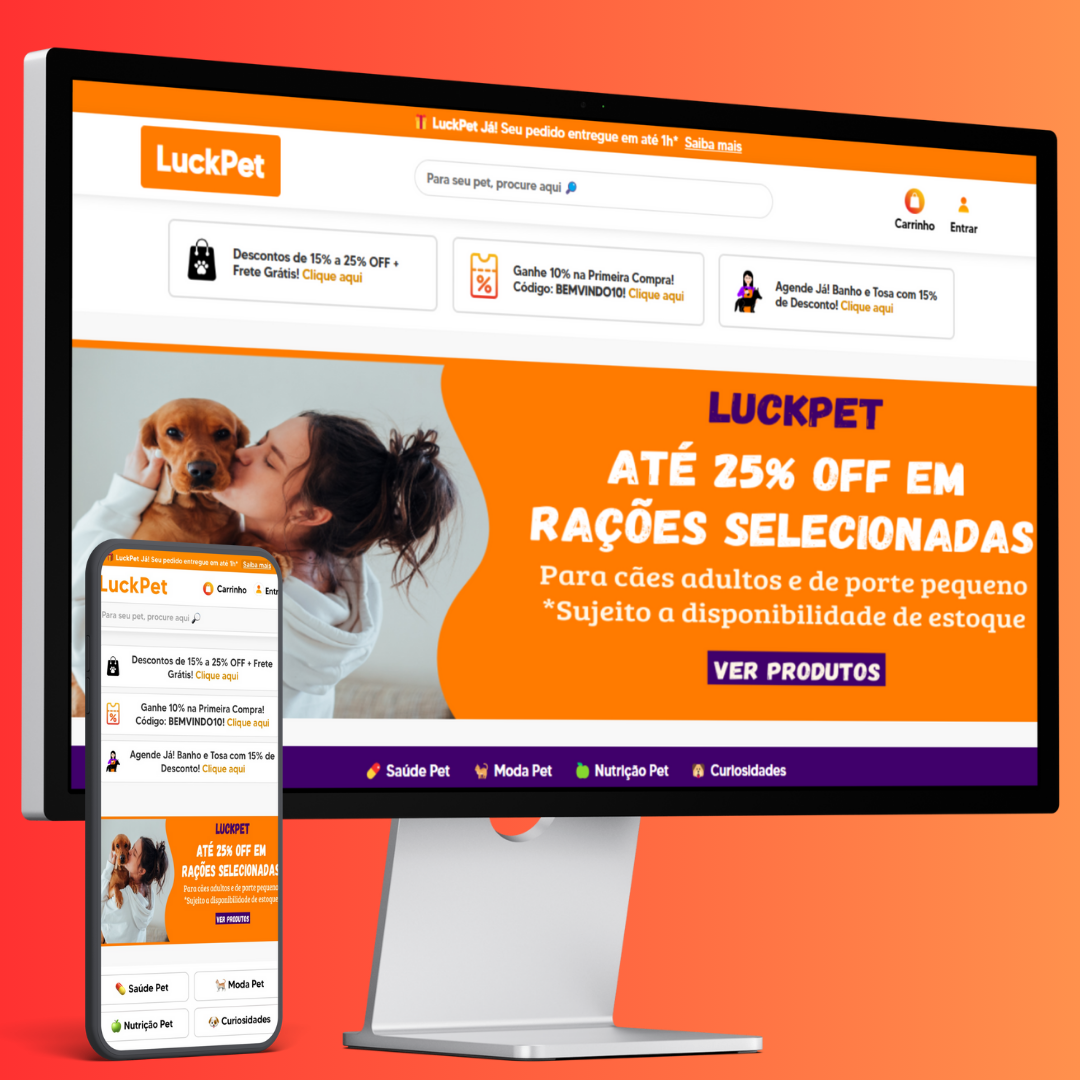 LuckPet Já! Seu pedido entregue em até 1h* Saiba mais
LuckPet
Para seu pet, procure aqui
Carrinho
Entrar
Descontos de 15% a 25% OFF +
Frete Grátis! Clique aqui
Ganhe 10% na Primeira Compra!
Código: BEMVINDO10! Clique aqui
Agende Já! Banho e Tosa com 15%
de Desconto! Clique aqui
LUCKPET
ATÉ 25% OFF EM
RAÇÕES SELECIONADAS
Para cães adultos e de porte pequeno
*Sujeito a disponibilidade de estoque
VER PRODUTOS
Saúde Pet
Moda Pet
Nutrição Pet
Curiosidades
LuckPet Já! Seu pedido entregue em até 1h* Saiba mais
LuckPet
Carrinho
Entr
Para seu pet, procure aqui
Descontos de 15% a 25% OFF + Frete
Grátis! Clique aqui
Ganhe 10% na Primeira Compra!
Código: BEMVINDO10! Clique aqui
Agende Já! Banho e Tosa com 15% de
Desconto! Clique aqui
LUCKPET
ATÉ 25% OFF EM
RAÇÕES SELECIONADAS
Para cães adultos e de porte pequeno
*Sujeito a disponibilidade de estoque
VER PRODUTOS
Saúde Pet
Moda Pet
Nutrição Pet
Curiosidades